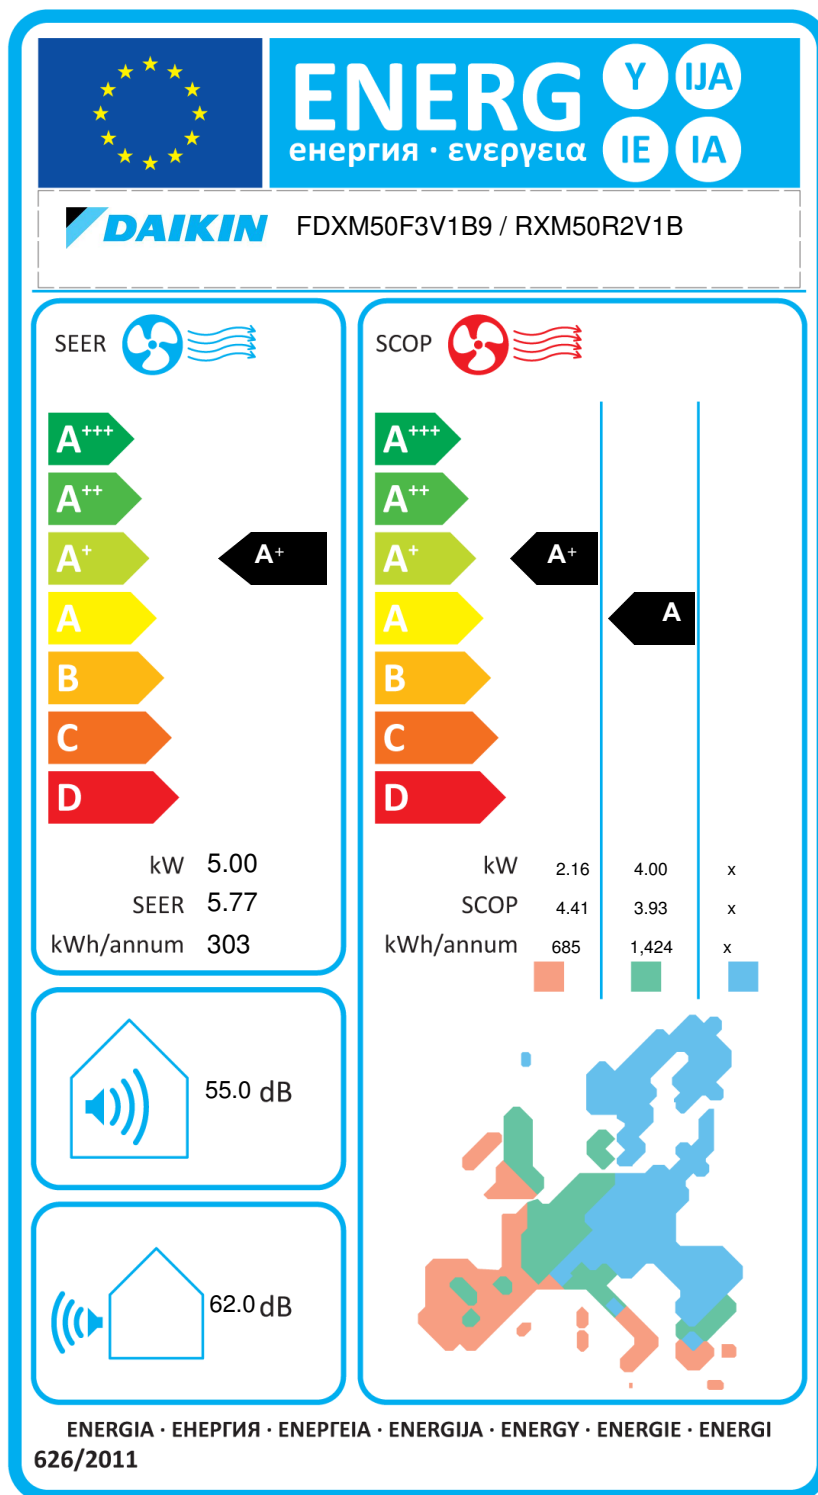 ENERG
енергия · ενεργεια
Y IJA
IE IA
DAIKIN FDXM50F3V1B9 / RXM50R2V1B
SEER
A+++
A++
A+
A
B
C
D
A+
kW 5.00
SEER 5.77
kWh/annum 303
SCOP
A+++
A++
A+
A
B
C
D
A+
A
kW 2.16 4.00 x
SCOP 4.41 3.93 x
kWh/annum 685 1,424 x
55.0 dB
62.0 dB
ENERGIA · ЕНЕРГИЯ · ΕΝΕΡΓΕΙΑ · ENERGIJA · ENERGY · ENERGIE · ENERGI
626/2011